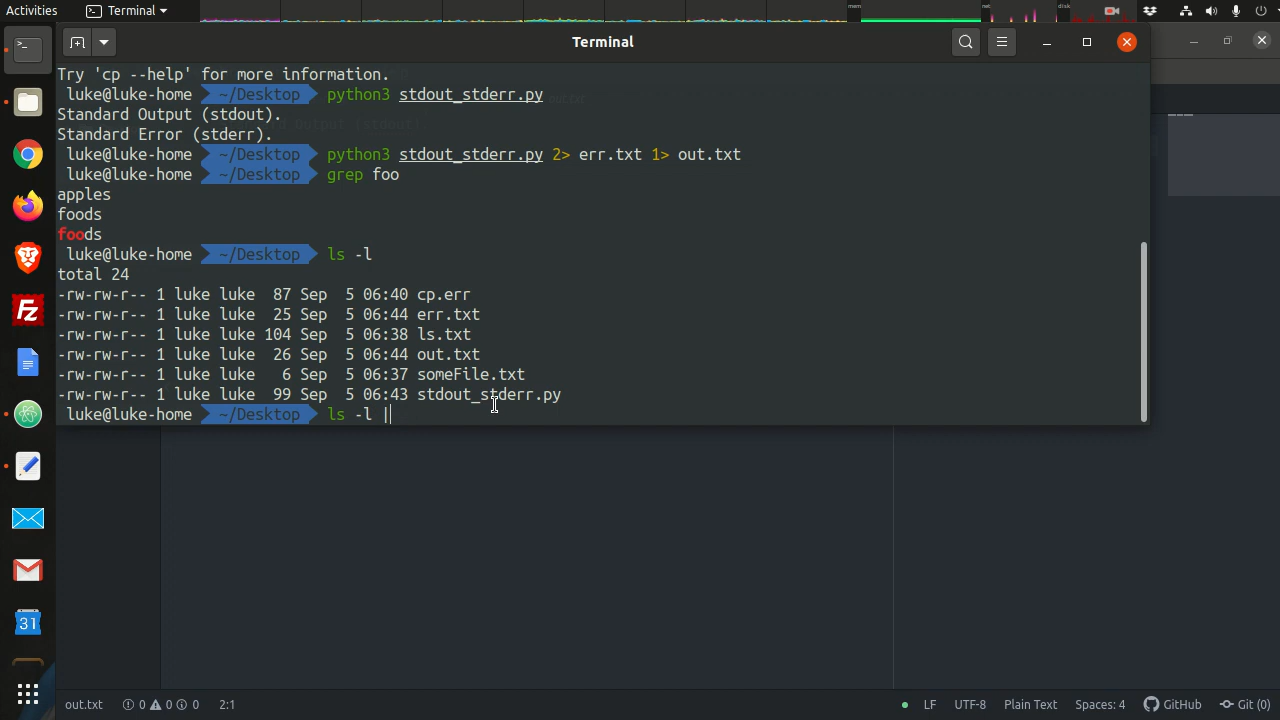 Activities
Terminal
mem
net
disk
Terminal
Try 'cp --help' for more information.
luke@luke-home ~/Desktop python3 stdout_stderr.py
Standard Output (stdout).
Standard Error (stderr).
luke@luke-home ~/Desktop python3 stdout_stderr.py 2> err.txt 1> out.txt
luke@luke-home ~/Desktop grep foo
apples
foods
foods
luke@luke-home ~/Desktop ls -l
total 24
-rw-rw-r-- 1 luke luke 87 Sep 5 06:40 cp.err
-rw-rw-r-- 1 luke luke 25 Sep 5 06:44 err.txt
-rw-rw-r-- 1 luke luke 104 Sep 5 06:38 ls.txt
-rw-rw-r-- 1 luke luke 26 Sep 5 06:44 out.txt
-rw-rw-r-- 1 luke luke 6 Sep 5 06:37 someFile.txt
-rw-rw-r-- 1 luke luke 99 Sep 5 06:43 stdout_stderr.py
luke@luke-home ~/Desktop ls -l |
31
out.txt 0 0 0 2:1 LF UTF-8 Plain Text Spaces: 4 GitHub Git (0)